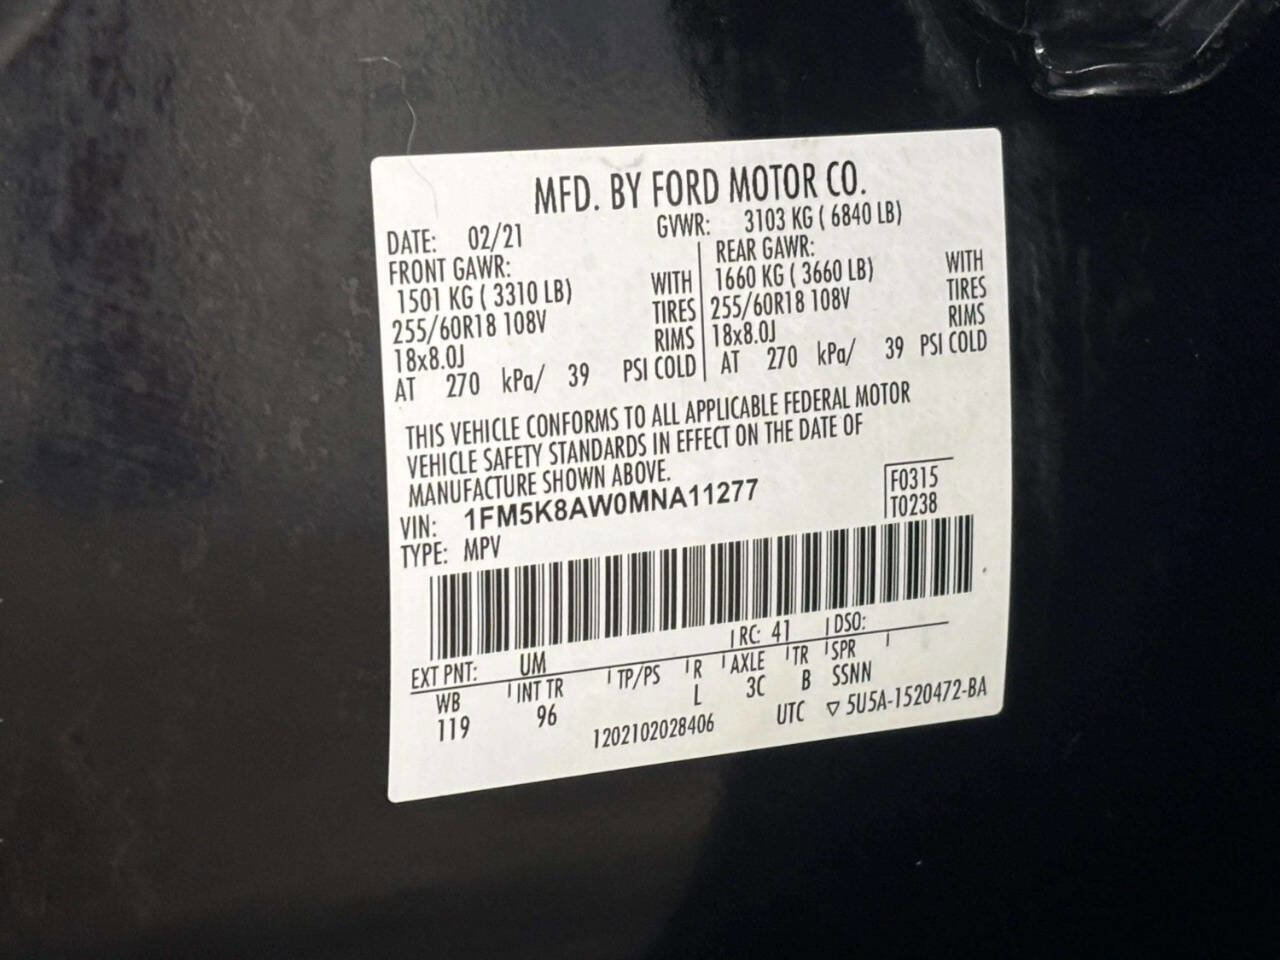 MFD. BY FORD MOTOR CO.
DATE: 02/21 GVWR: 3103 KG ( 6840 LB)
FRONT GAWR: REAR GAWR:
1501 KG ( 3310 LB) WITH 1660 KG ( 3660 LB) WITH
255/60R18 108V TIRES 255/60R18 108V TIRES
18x8.0J RIMS 18x8.0J RIMS
AT 270 kPa/ 39 PSI COLD AT 270 kPa/ 39 PSI COLD
THIS VEHICLE CONFORMS TO ALL APPLICABLE FEDERAL MOTOR
VEHICLE SAFETY STANDARDS IN EFFECT ON THE DATE OF
MANUFACTURE SHOWN ABOVE.
VIN: 1FM5K8AW0MNA11277 F0315
TYPE: MPV T0238
EXT PNT: UM RC: 41 DSO:
WB INT TR TP/PS R AXLE TR SPR
119 96 L 3C B SSNN
1202102028406 UTC ▽ 5U5A-1520472-BA